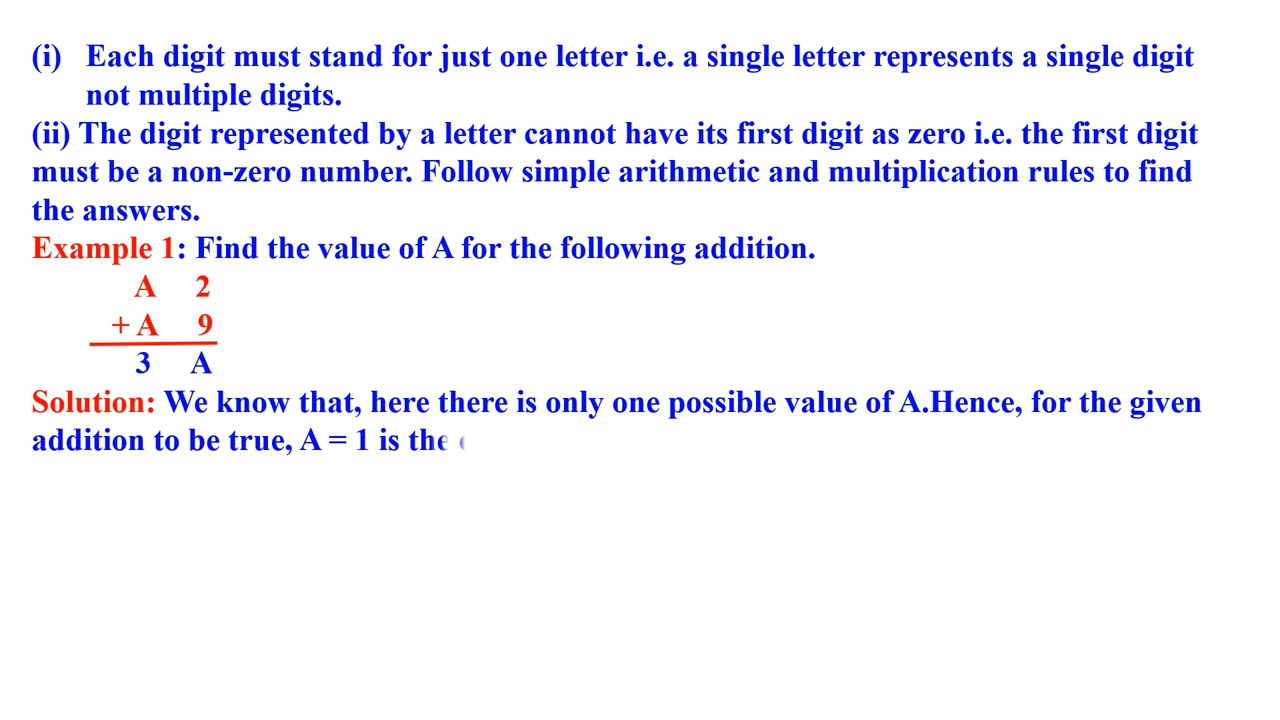 (i) Each digit must stand for just one letter i.e. a single letter represents a single digit
not multiple digits.
(ii) The digit represented by a letter cannot have its first digit as zero i.e. the first digit
must be a non-zero number. Follow simple arithmetic and multiplication rules to find
the answers.
Example 1: Find the value of A for the following addition.
A 2
+ A 9
3 A
Solution: We know that, here there is only one possible value of A.Hence, for the given
addition to be true, A = 1 is the